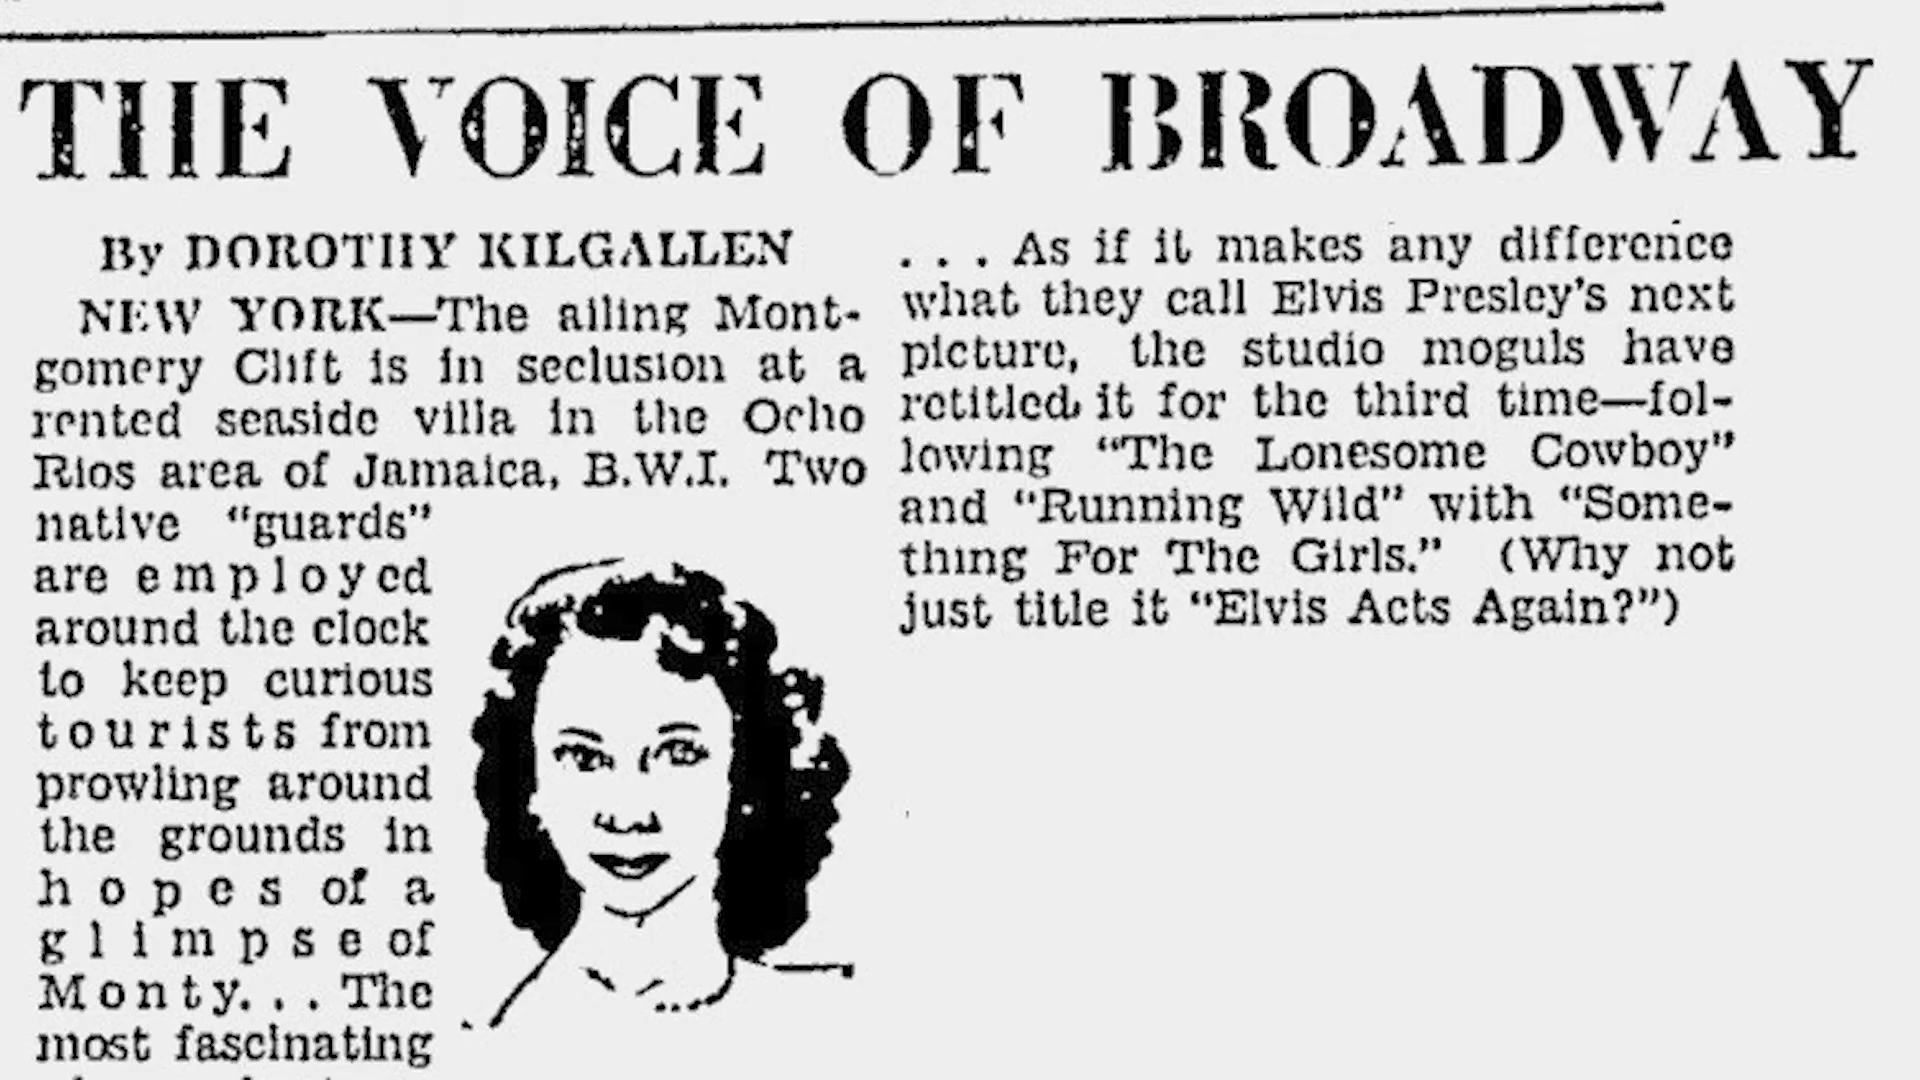 THE VOICE OF BROADWAY
By DOROTHY KILGALLEN
NEW YORK—The ailing Mont-
gomery Clift is in seclusion at a
rented seaside villa in the Ocho
Rios area of Jamaica, B.W.I. Two
native "guards"
are employed
around the clock
to keep curious
tourists from
prowling around
the grounds in
hopes of a
glimpse of
Monty. . . The
most fascinating
. . . As if it makes any difference
what they call Elvis Presley's next
picture, the studio moguls have
retitled it for the third time—fol-
lowing "The Lonesome Cowboy"
and "Running Wild" with "Some-
thing For The Girls." (Why not
just title it "Elvis Acts Again?")